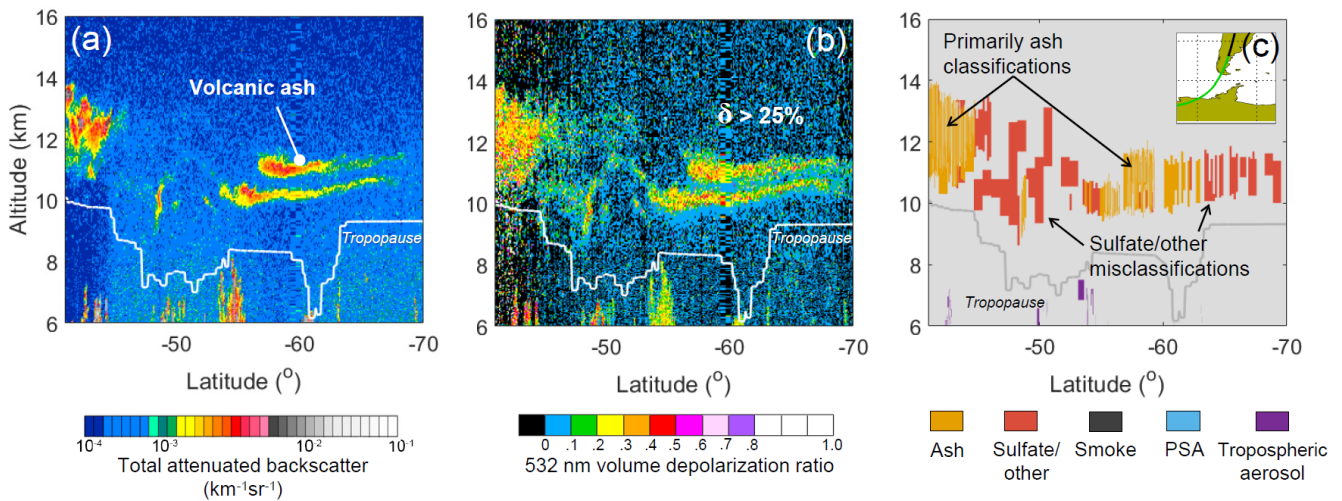 (a)
Volcanic ash
Tropopause
16
14
12
10
8
6
Altitude (km)
-50
-60
-70
Latitude (o)
10-4
10-3
10-2
10-1
Total attenuated backscatter
(km-1sr-1)
(b)
δ > 25%
Tropopause
16
14
12
10
8
6
-50
-60
-70
Latitude (o)
0 .1 .2 .3 .4 .5 .6 .7 .8 1.0
532 nm volume depolarization ratio
(c)
Primarily ash
classifications
Sulfate/other
misclassifications
Tropopause
16
14
12
10
8
6
-50
-60
-70
Latitude (o)
Ash
Sulfate/
other
Smoke
PSA
Tropospheric
aerosol